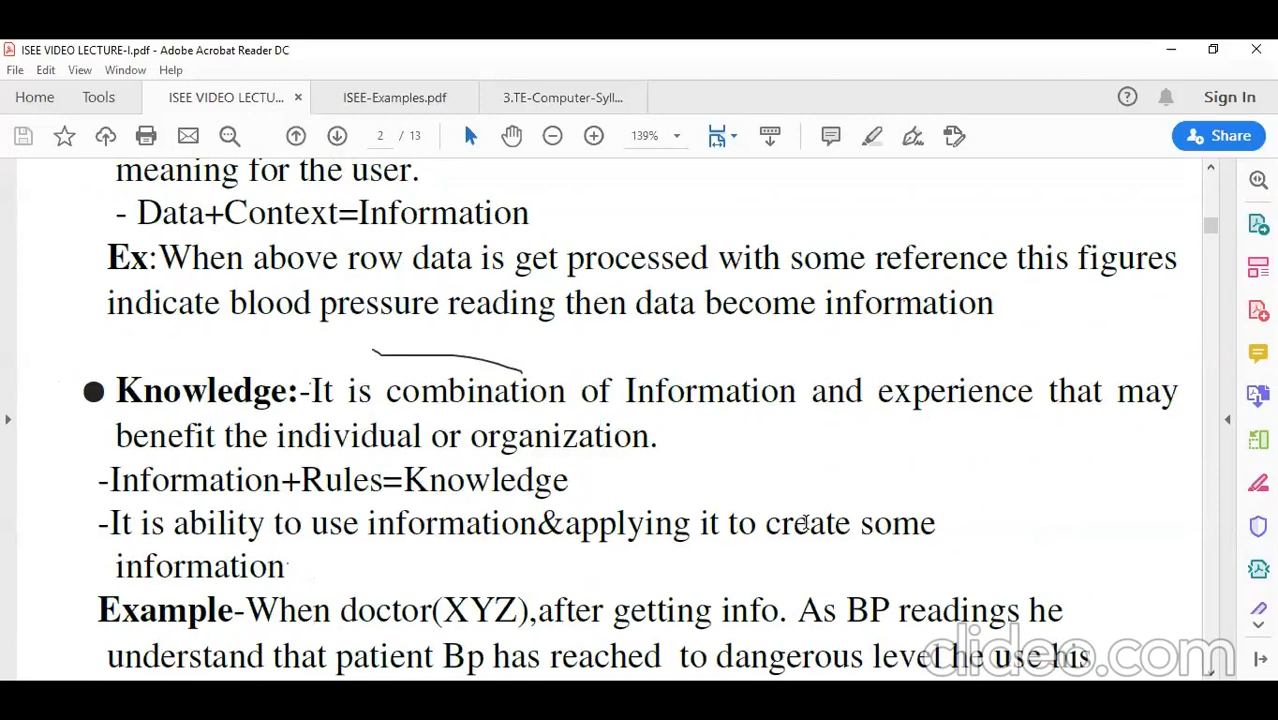 ISEE VIDEO LECTURE-I.pdf - Adobe Acrobat Reader DC
File Edit View Window Help
Home Tools ISEE VIDEO LECTU... × ISEE-Examples.pdf 3.TE-Computer-Syll... Sign In
2 / 13 139% Share
meaning for the user.
- Data+Context=Information
Ex:When above row data is get processed with some reference this figures
indicate blood pressure reading then data become information
● Knowledge:-It is combination of Information and experience that may
benefit the individual or organization.
-Information+Rules=Knowledge
-It is ability to use information&applying it to create some
information
Example-When doctor(XYZ),after getting info. As BP readings he
understand that patient Bp has reached to dangerous level he use his
clideo.com